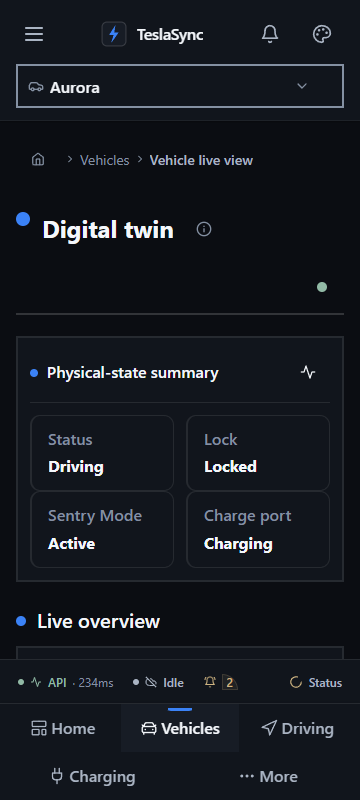 TeslaSync
Aurora
Vehicles Vehicle live view
Digital twin
Physical-state summary
Status Lock
Driving Locked
Sentry Mode Charge port
Active Charging
Live overview
API · 234ms Idle 2 Status
Home Vehicles Driving
Charging More